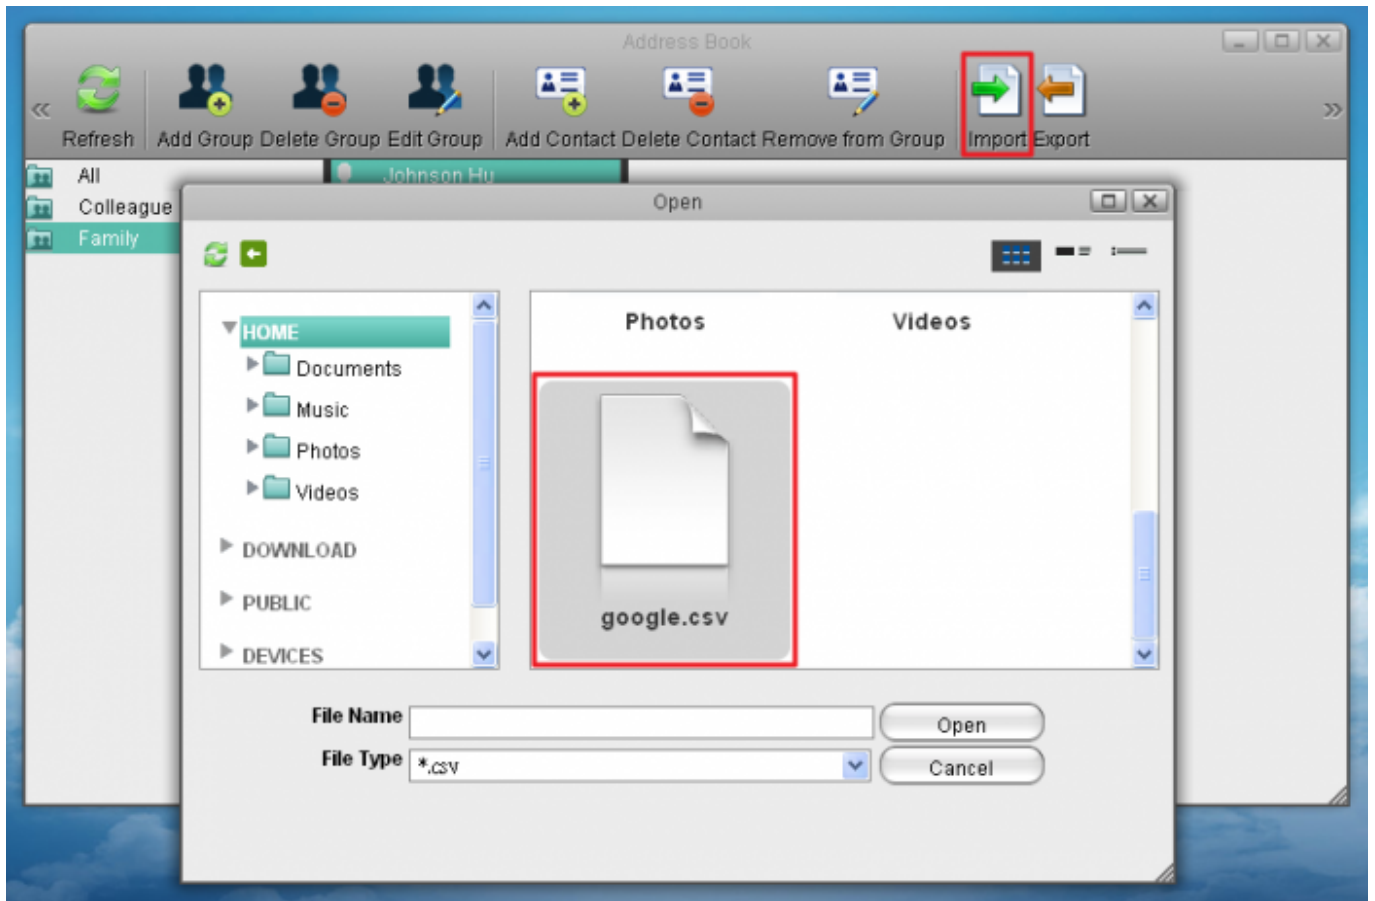 Address Book
Refresh Add Group Delete Group Edit Group Add Contact Delete Contact Remove from Group Import Export
All
Johnson Hu
Colleague
Family
Open
HOME
Documents
Music
Photos
Videos
DOWNLOAD
PUBLIC
DEVICES
Photos Videos
google.csv
File Name
Open
File Type *.csv
Cancel